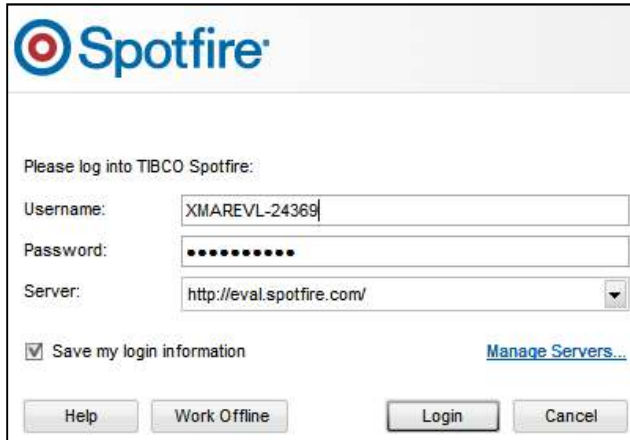 Spotfire
Please log into TIBCO Spotfire:
Username: XMAREVL-24369
Password: ●●●●●●●●●●
Server: http://eval.spotfire.com/
Save my login information Manage Servers...
Help Work Offline Login Cancel